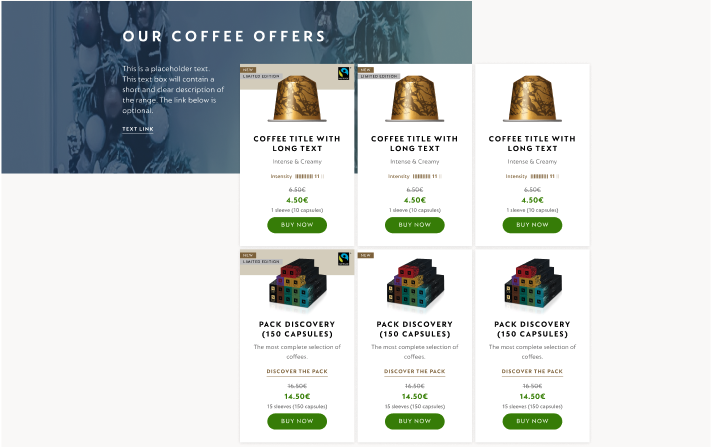 OUR COFFEE OFFERS
This is a placeholder text.
This text box will contain a
short and clear description of
the range. The link below is
optional.
TEXT LINK
NEW
LIMITED EDITION
COFFEE TITLE WITH
LONG TEXT
Intense & Creamy
Intensity 11
6.50€
4.50€
1 sleeve (10 capsules)
BUY NOW
NEW
LIMITED EDITION
COFFEE TITLE WITH
LONG TEXT
Intense & Creamy
Intensity 11
6.50€
4.50€
1 sleeve (10 capsules)
BUY NOW
COFFEE TITLE WITH
LONG TEXT
Intense & Creamy
Intensity 11
6.50€
4.50€
1 sleeve (10 capsules)
BUY NOW
NEW
LIMITED EDITION
PACK DISCOVERY
(150 CAPSULES)
The most complete selection of
coffees.
DISCOVER THE PACK
16.50€
14.50€
15 sleeves (150 capsules)
BUY NOW
NEW
PACK DISCOVERY
(150 CAPSULES)
The most complete selection of
coffees.
DISCOVER THE PACK
16.50€
14.50€
15 sleeves (150 capsules)
BUY NOW
PACK DISCOVERY
(150 CAPSULES)
The most complete selection of
coffees.
DISCOVER THE PACK
16.50€
14.50€
15 sleeves (150 capsules)
BUY NOW